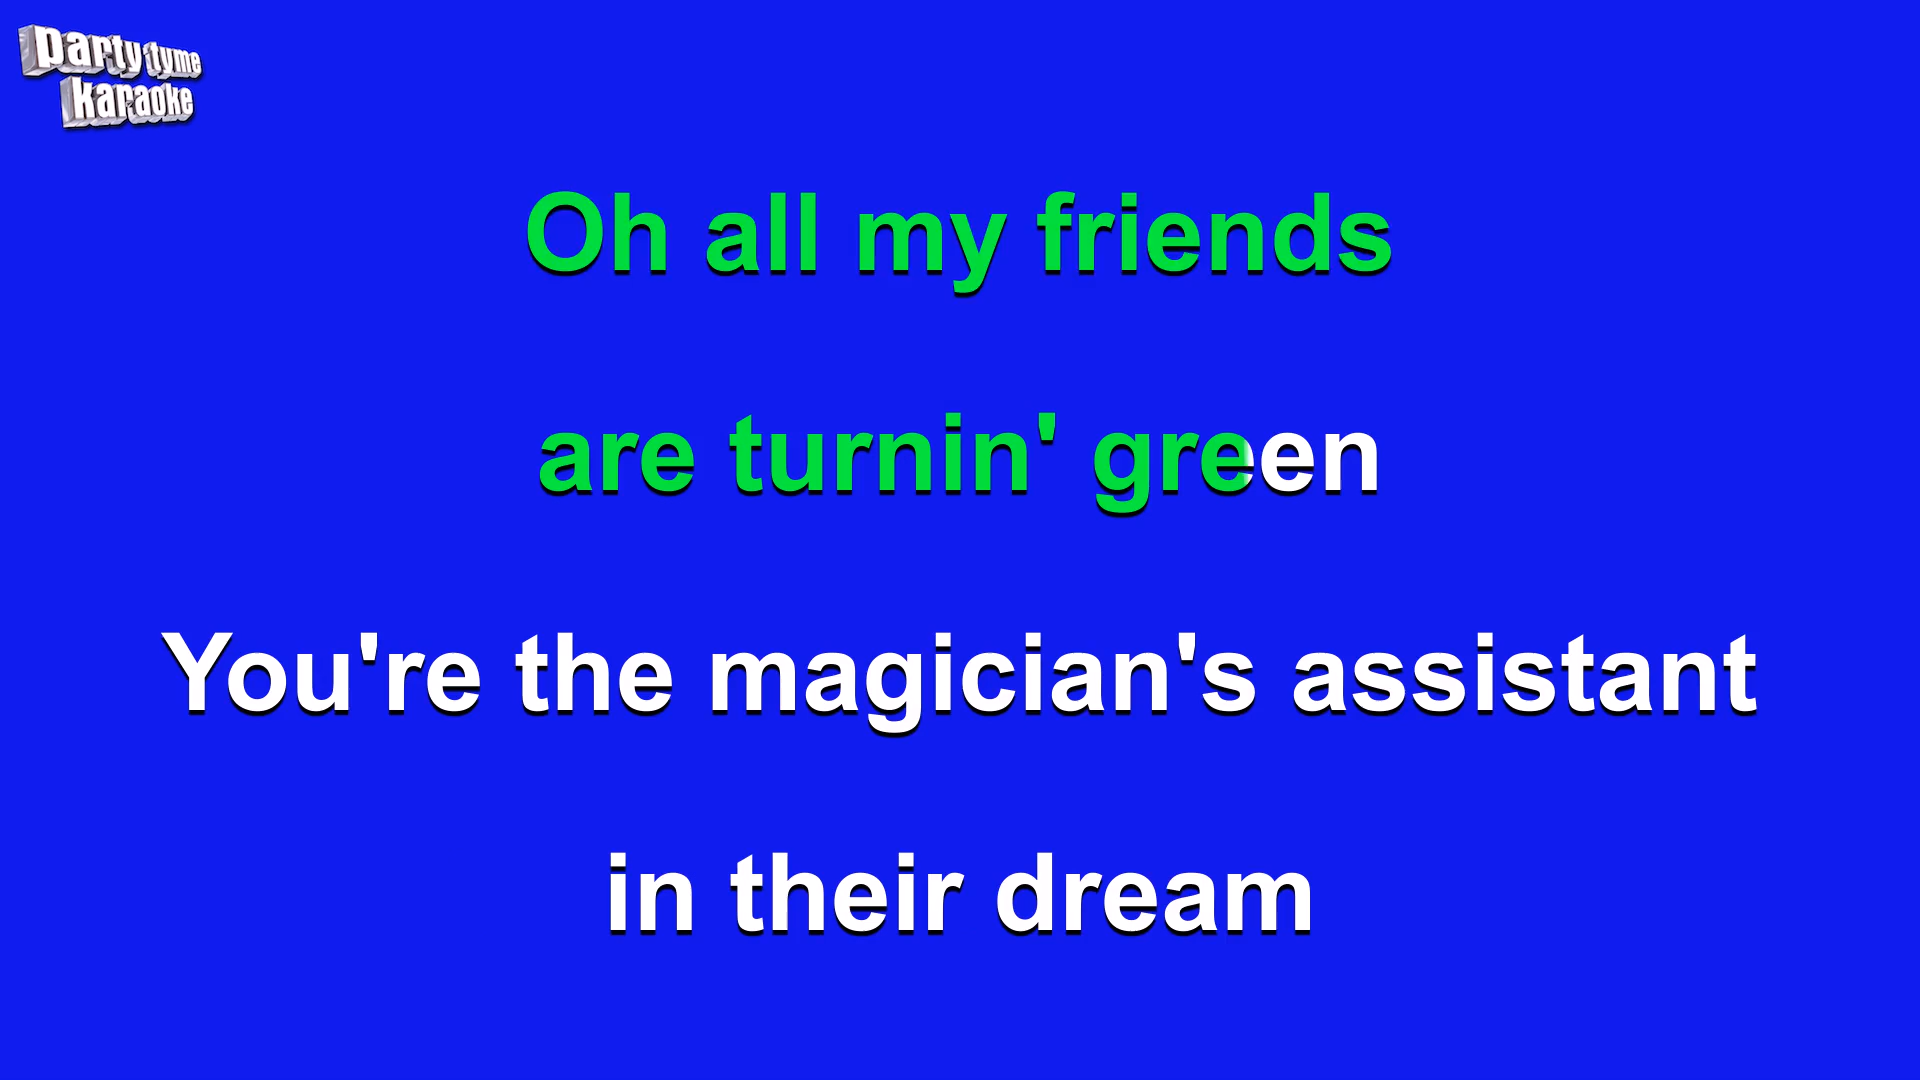 party tyme
karaoke
Oh all my friends
are turnin' green
You're the magician's assistant
in their dream